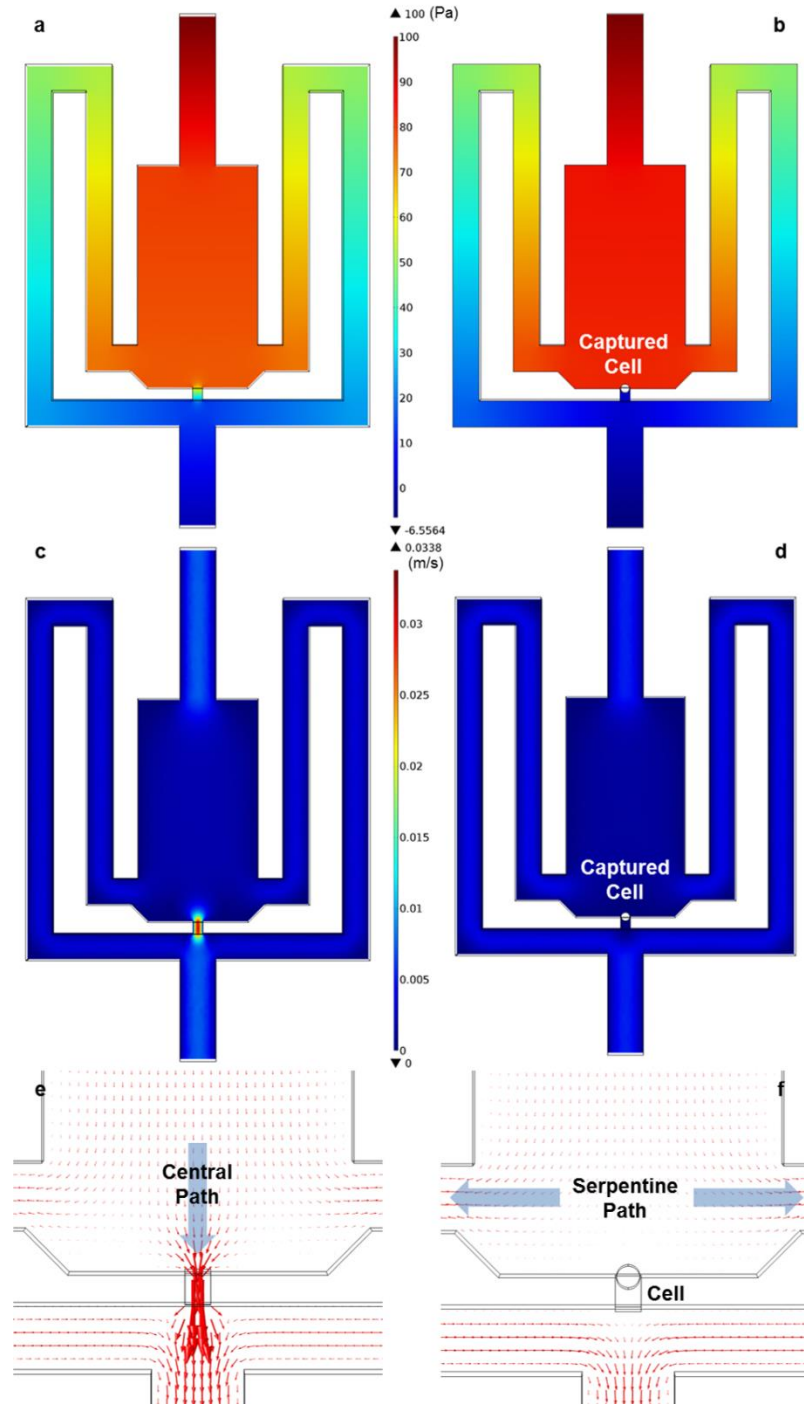 a
▲ 100 (Pa)
b
100
90
80
70
60
50
40
30
20
10
0
▼ -6.5564
Captured
Cell
c
▲ 0.0338
(m/s)
d
0.03
0.025
0.02
0.015
0.01
0.005
0
▼ 0
Captured
Cell
e
Central
Path
f
Serpentine
Path
Cell